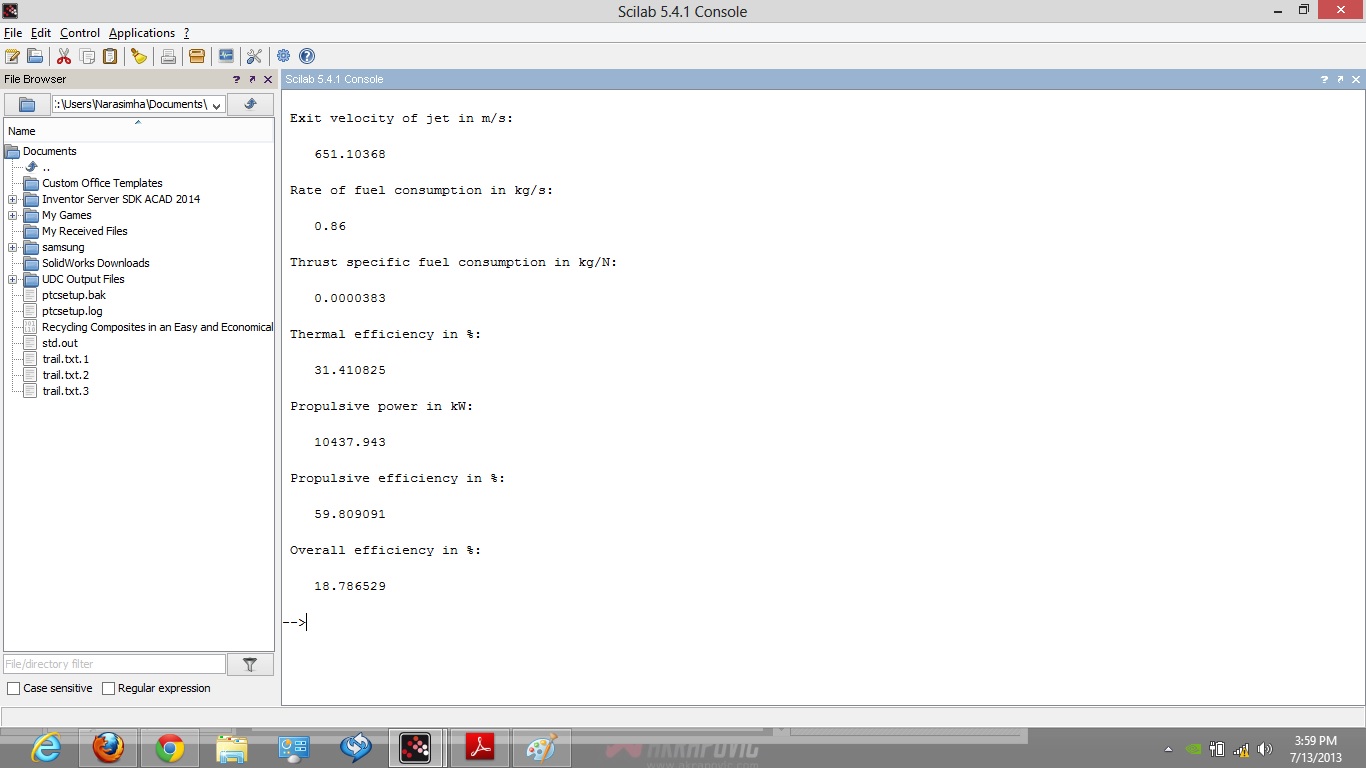 Scilab 5.4.1 Console
File Edit Control Applications ?
File Browser
Scilab 5.4.1 Console
:\Users\Narasimha\Documents\
Name
Documents
..
Custom Office Templates
Inventor Server SDK ACAD 2014
My Games
My Received Files
samsung
SolidWorks Downloads
UDC Output Files
ptcsetup.bak
ptcsetup.log
Recycling Composites in an Easy and Economical
std.out
trail.txt.1
trail.txt.2
trail.txt.3
File/directory filter
Case sensitive Regular expression
Exit velocity of jet in m/s:
651.10368
Rate of fuel consumption in kg/s:
0.86
Thrust specific fuel consumption in kg/N:
0.0000383
Thermal efficiency in %:
31.410825
Propulsive power in kW:
10437.943
Propulsive efficiency in %:
59.809091
Overall efficiency in %:
18.786529
-->
AKRAPOVIC
www.akrapovic.com
3:59 PM
7/13/2013